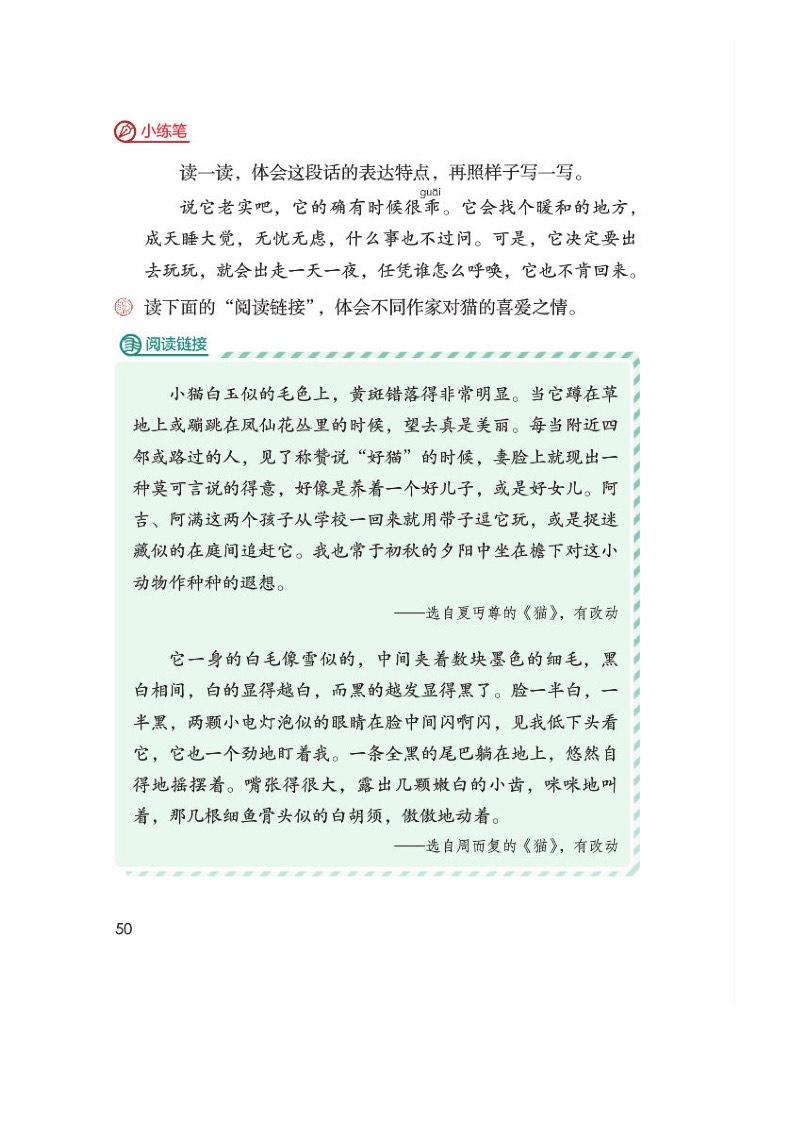 小练笔
读一读，体会这段话的表达特点，再照样子写一写。
guāi
说它老实吧，它的确有时候很乖。它会找个暖和的地方，
成天睡大觉，无忧无虑，什么事也不过问。可是，它决定要出
去玩玩，就会出走一天一夜，任凭谁怎么呼唤，它也不肯回来。
读下面的“阅读链接”，体会不同作家对猫的喜爱之情。
阅读链接
小猫白玉似的毛色上，黄斑错落得非常明显。当它蹲在草
地上或蹦跳在凤仙花丛里的时候，望去真是美丽。每当附近四
邻或路过的人，见了称赞说“好猫”的时候，妻脸上就现出一
种莫可言说的得意，好像是养着一个好儿子，或是好女儿。阿
吉、阿满这两个孩子从学校一回来就用带子逗它玩，或是捉迷
藏似的在庭间追赶它。我也常于初秋的夕阳中坐在檐下对这小
动物作种种的遐想。
——选自夏丏尊的《猫》，有改动
它一身的白毛像雪似的，中间夹着数块墨色的细毛，黑
白相间，白的显得越白，而黑的越发显得黑了。脸一半白，一
半黑，两颗小电灯泡似的眼睛在脸中间闪啊闪，见我低下头看
它，它也一个劲地盯着我。一条全黑的尾巴躺在地上，悠然自
得地摇摆着。嘴张得很大，露出几颗嫩白的小齿，咪咪地叫
着，那几根细鱼骨头似的白胡须，傲傲地动着。
——选自周而复的《猫》，有改动
50